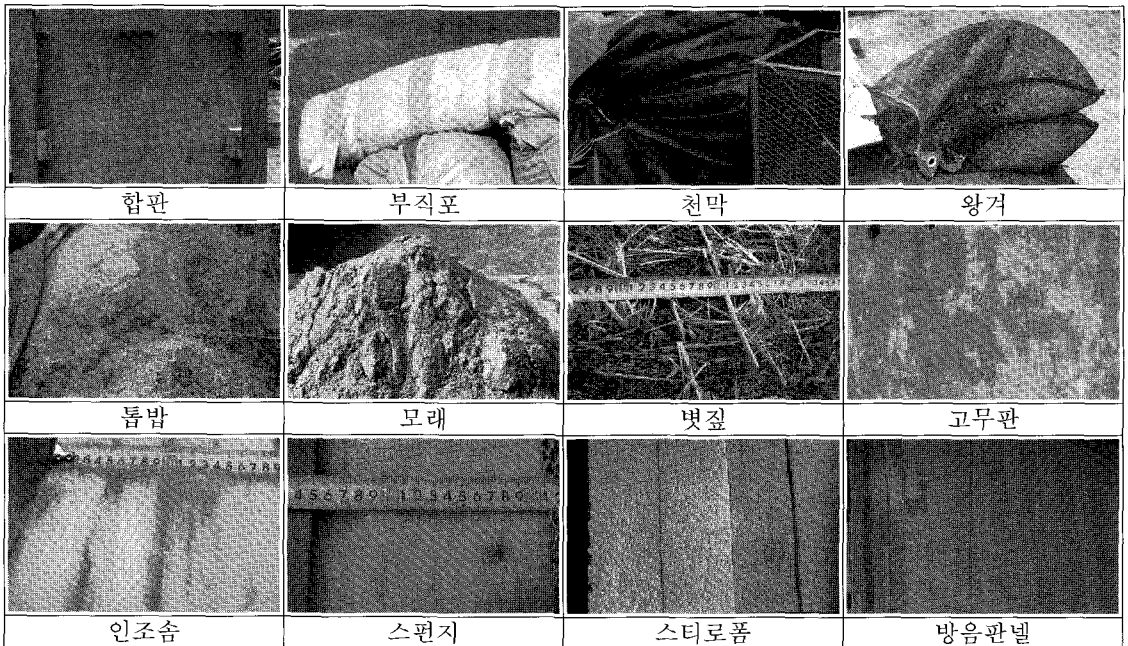 합판 부직포 천막 왕겨
톱밥 모래 볏짚 고무판
인조솜 스펀지 스티로폼 방음판넬